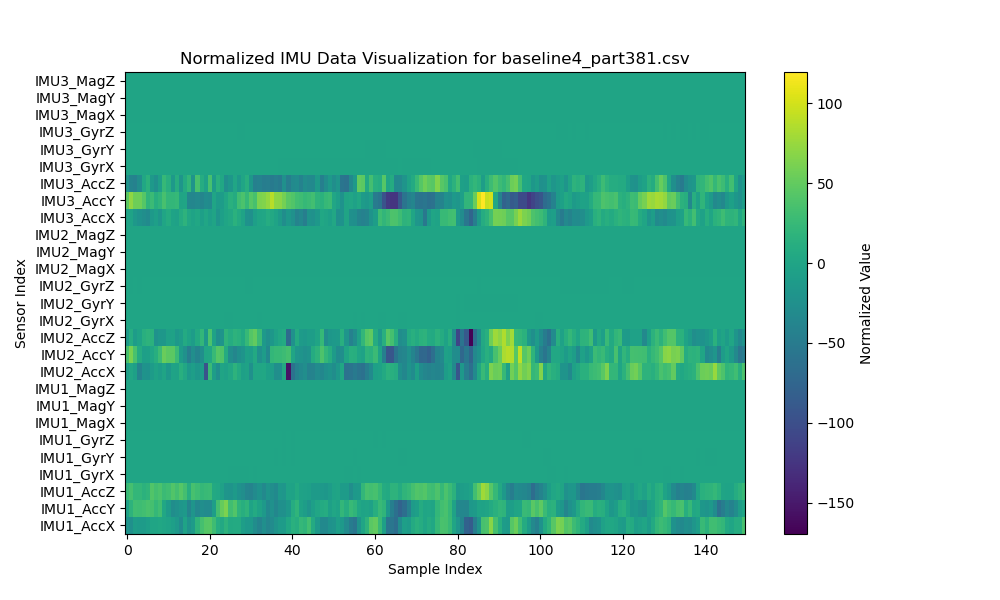 Normalized IMU Data Visualization for baseline4_part381.csv
IMU3_MagZ
IMU3_MagY
IMU3_MagX
IMU3_GyrZ
IMU3_GyrY
IMU3_GyrX
IMU3_AccZ
IMU3_AccY
IMU3_AccX
IMU2_MagZ
IMU2_MagY
IMU2_MagX
IMU2_GyrZ
IMU2_GyrY
IMU2_GyrX
IMU2_AccZ
IMU2_AccY
IMU2_AccX
IMU1_MagZ
IMU1_MagY
IMU1_MagX
IMU1_GyrZ
IMU1_GyrY
IMU1_GyrX
IMU1_AccZ
IMU1_AccY
IMU1_AccX
Sensor Index
0 20 40 60 80 100 120 140
Sample Index
100
50
0
−50
−100
−150
Normalized Value